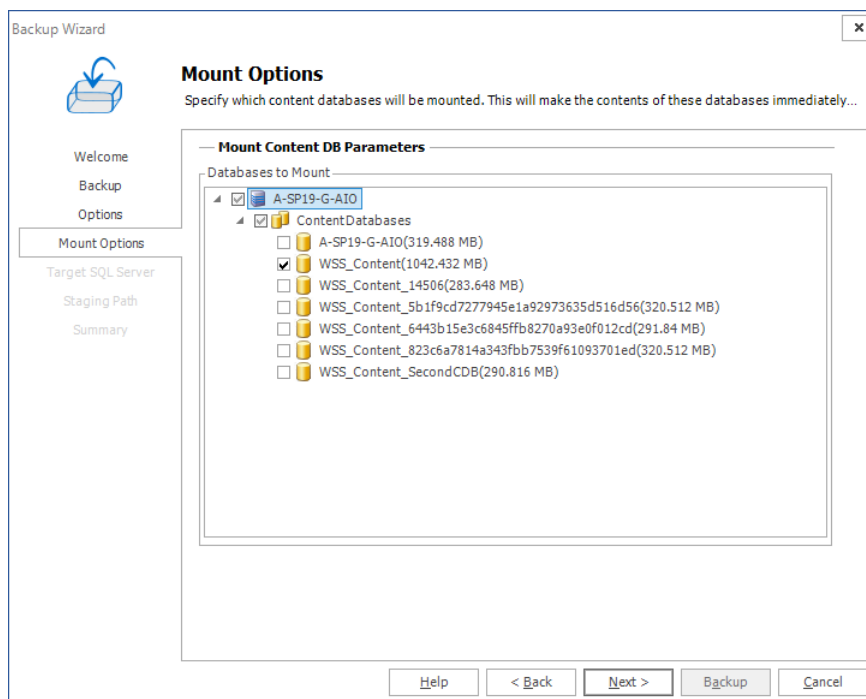 Backup Wizard
Mount Options
Specify which content databases will be mounted. This will make the contents of these databases immediately...
Welcome
Backup
Options
Mount Options
Target SQL Server
Staging Path
Summary
Mount Content DB Parameters
Databases to Mount
A-SP19-G-AIO
ContentDatabases
A-SP19-G-AIO(319.488 MB)
WSS_Content(1042.432 MB)
WSS_Content_14506(283.648 MB)
WSS_Content_5b1f9cd7277945e1a92973635d516d56(320.512 MB)
WSS_Content_6443b15e3c6845ffb8270a93e0f012cd(291.84 MB)
WSS_Content_823c6a7814a343fbb7539f61093701ed(320.512 MB)
WSS_Content_SecondCDB(290.816 MB)
Help
< Back
Next >
Backup
Cancel